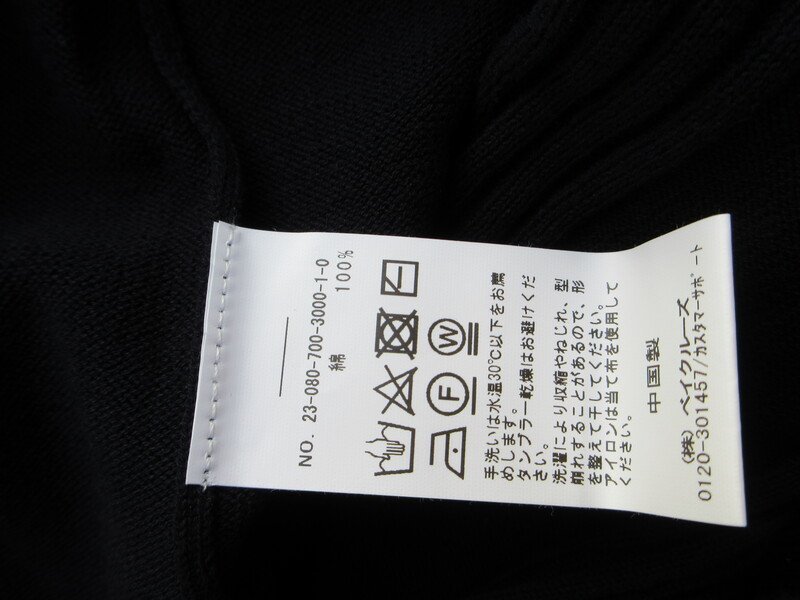 NO. 23-080-700-3000-1-0
綿 100%
手洗いは水温30℃以下をお薦
めします。
タンブラー乾燥はお避けくだ
さい。
洗濯により収縮やねじれ、型
崩れすることがあるので、形
を整えて干してください。
アイロンは当て布を使用して
ください。
中国製
(株) ベイクルーズ
0120-301457/カスタマーサポート